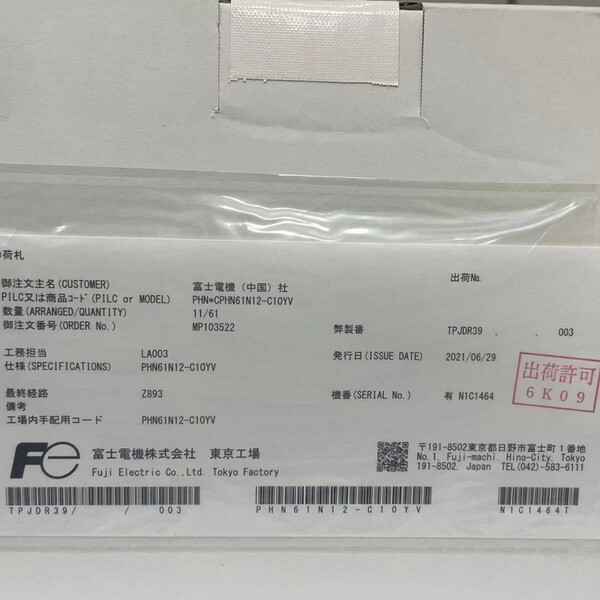 荷札
出荷No.
御注文主名(CUSTOMER) 富士電機(中国)社
PILC又は商品ｺｰﾄﾞ(PILC or MODEL) PHN*CPHN61N12-C10YV
数量(ARRANGED/QUANTITY) 11/61
御注文番号(ORDER No.) MP103522
弊製番 TPJDR39 . . 003
工務担当 LA003
発行日(ISSUE DATE) 2021/06/29
仕様(SPECIFICATIONS) PHN61N12-C10YV
出荷許可
6K09
最終経路 Z893
機番(SERIAL No.) 有 N1C1464
備考
工場内手配用コード PHN61N12-C10YV
Fe 富士電機株式会社 東京工場
Fuji Electric Co.,Ltd. Tokyo Factory
〒191-8502東京都日野市富士町1番地
No.1, Fuji-machi, Hino-City, Tokyo
191-8502, Japan TEL(042)-583-6111
TPJDR39/ / 003
PHN61N12-C10YV
N1C1464T